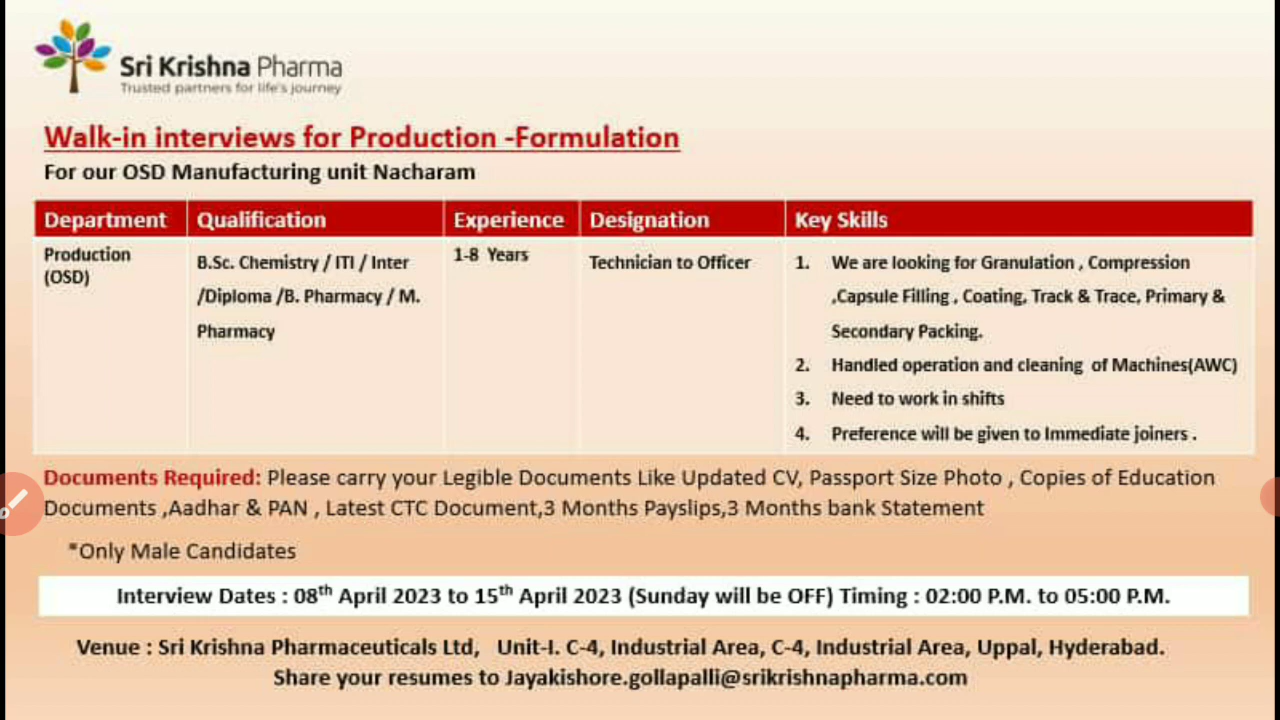 Sri Krishna Pharma
Trusted partners for life's journey
Walk-in interviews for Production -Formulation
For our OSD Manufacturing unit Nacharam
Department Qualification Experience Designation Key Skills
Production
(OSD)
B.Sc. Chemistry / ITI / Inter
/Diploma /B. Pharmacy / M.
Pharmacy
1-8 Years
Technician to Officer
1. We are looking for Granulation , Compression
,Capsule Filling , Coating, Track & Trace, Primary &
Secondary Packing.
2. Handled operation and cleaning of Machines(AWC)
3. Need to work in shifts
4. Preference will be given to Immediate joiners .
Documents Required: Please carry your Legible Documents Like Updated CV, Passport Size Photo , Copies of Education
Documents ,Aadhar & PAN , Latest CTC Document,3 Months Payslips,3 Months bank Statement
*Only Male Candidates
Interview Dates : 08th April 2023 to 15th April 2023 (Sunday will be OFF) Timing : 02:00 P.M. to 05:00 P.M.
Venue : Sri Krishna Pharmaceuticals Ltd, Unit-I. C-4, Industrial Area, C-4, Industrial Area, Uppal, Hyderabad.
Share your resumes to Jayakishore.gollapalli@srikrishnapharma.com